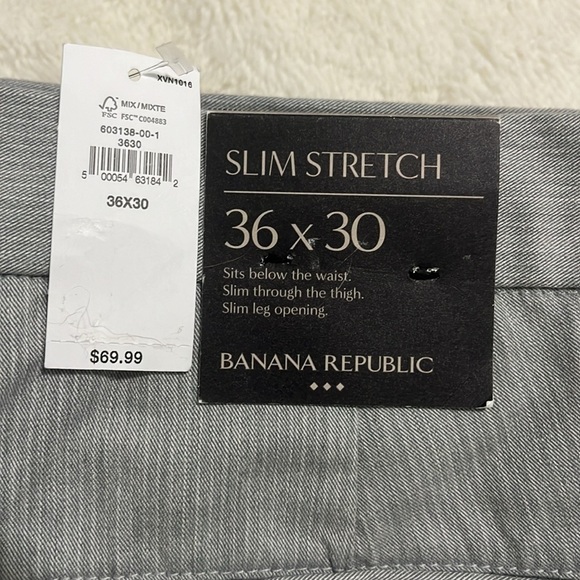 XVN1016
MIX/MIXTE
FSC FSC™ C004883
603138-00-1
3630
5 00054 63184 2
36X30
$69.99
SLIM STRETCH
36 x 30
Sits below the waist.
Slim through the thigh.
Slim leg opening.
BANANA REPUBLIC